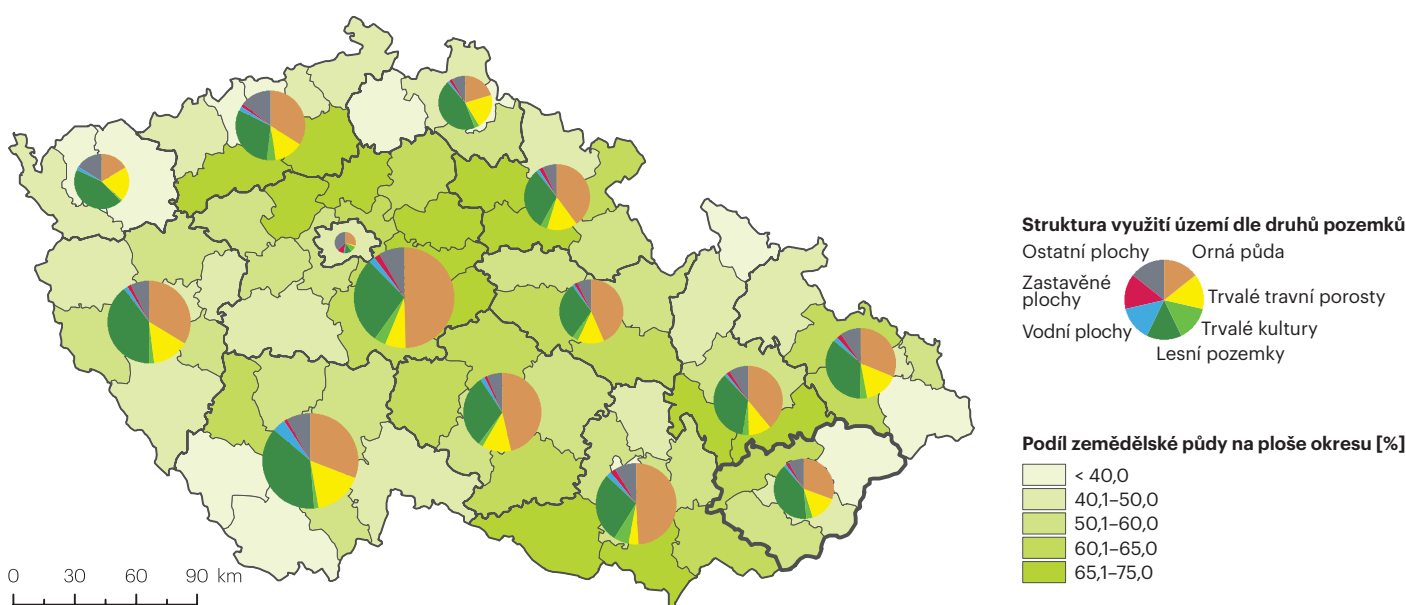 Struktura využití území dle druhů pozemků
Ostatní plochy
Orná půda
Zastavěné
plochy
Trvalé travní porosty
Vodní plochy
Trvalé kultury
Lesní pozemky
Podíl zemědělské půdy na ploše okresu [%]
< 40,0
40,1–50,0
50,1–60,0
60,1–65,0
65,1–75,0
0 30 60 90 km